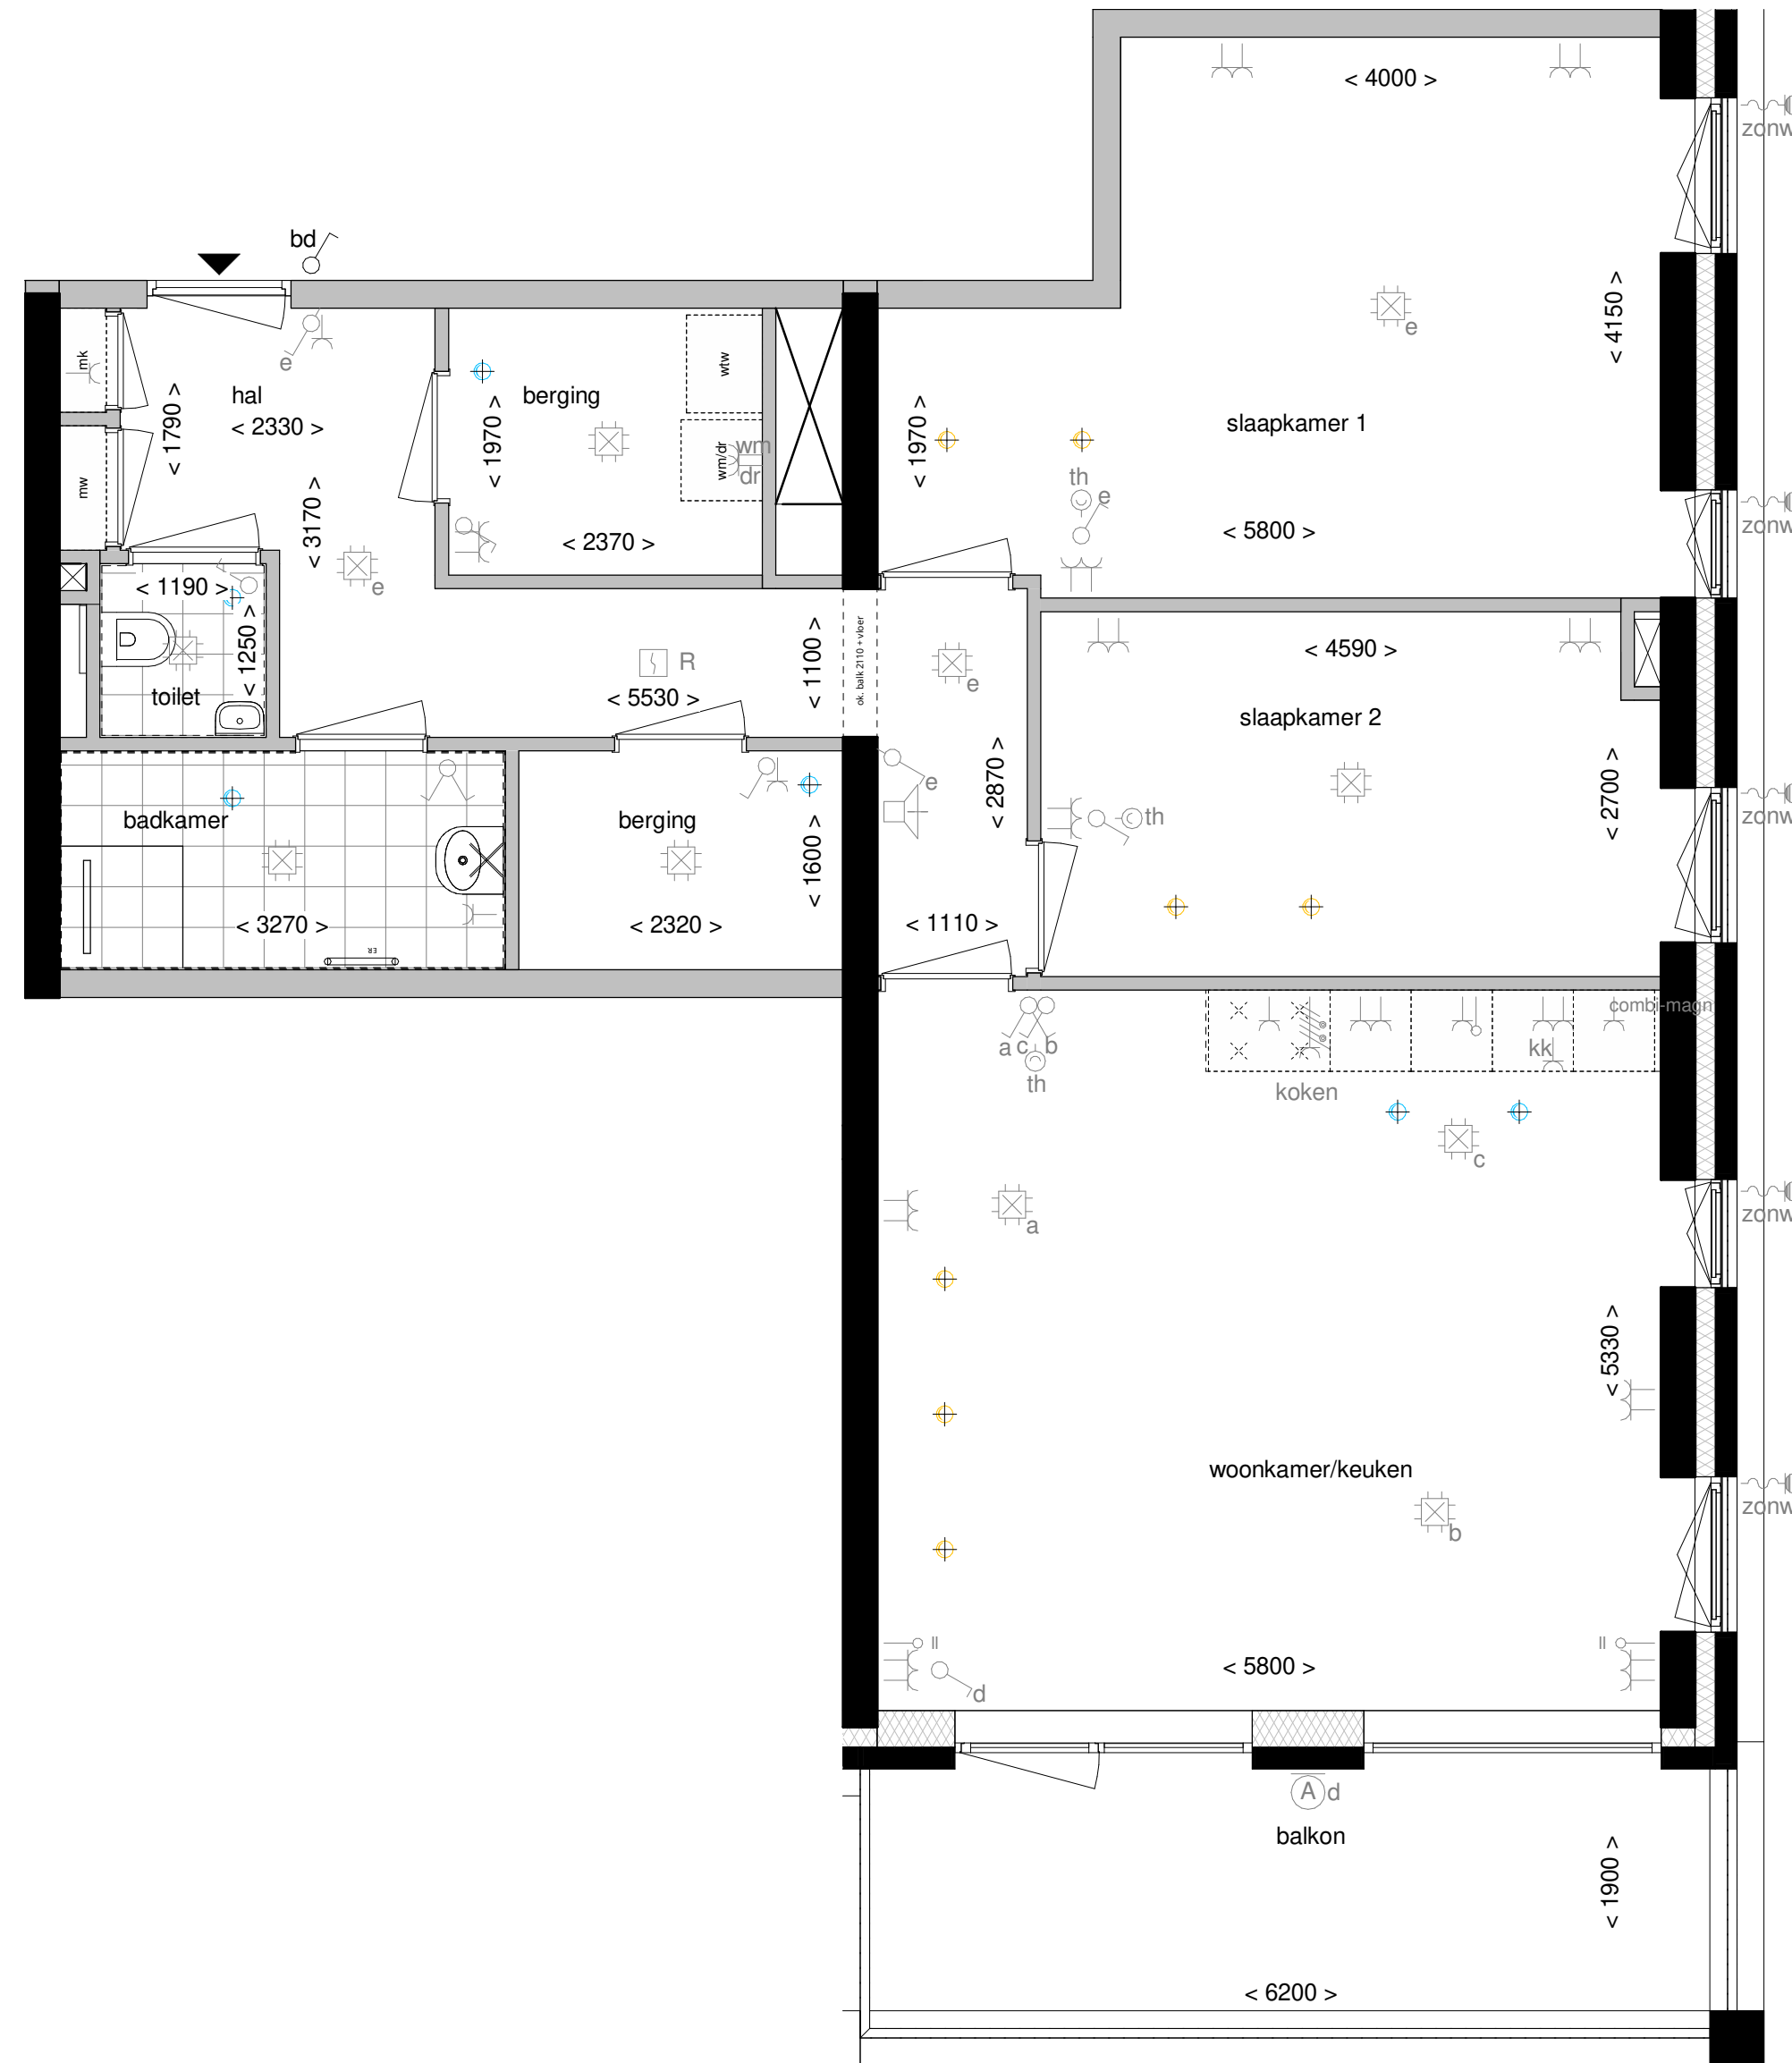 < 4000 >
zonw
bd
< 4150 >
e
e
mk
hal
< 2330 >
< 1790 >
berging
wtw
< 1970 >
< 1970 >
slaapkamer 1
wm/dr
wm
dr
mw
th
e
< 3170 >
< 2370 >
< 5800 >
zonw
e
< 1190 >
< 1250 >
toilet
R
< 5530 >
< 1100 >
ok. balk 2110 + vloer
e
< 4590 >
slaapkamer 2
< 2870 >
e
< 2700 >
zonw
badkamer
berging
th
< 1600 >
< 3270 >
< 2320 >
< 1110 >
ER
combi-magn
a c b
th
kk
koken
c
a
zonw
< 5330 >
woonkamer/keuken
b
zonw
II
II
< 5800 >
d
A d
balkon
< 1900 >
< 6200 >